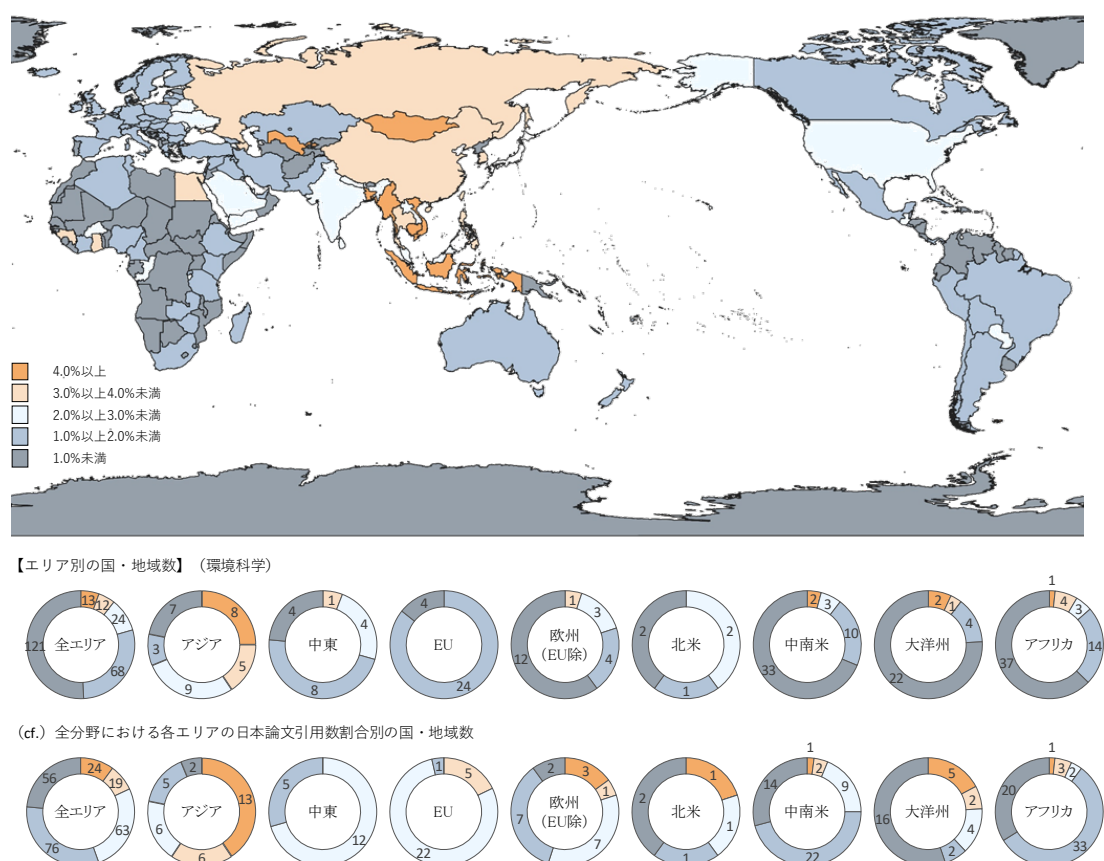 4.0%以上
3.0%以上4.0%未満
2.0%以上3.0%未満
1.0%以上2.0%未満
1.0%未満
【エリア別の国・地域数】（環境科学）
全エリア 13 12 24 68 121
アジア 8 5 9 3 7
中東 1 4 8 4
EU 24 4
欧州（EU除） 1 3 4 12
北米 2 1 2
中南米 2 3 10 33
大洋州 2 1 4 22
アフリカ 1 4 3 14 37
（cf.）全分野における各エリアの日本論文引用数割合別の国・地域数
全エリア 24 19 63 76 56
アジア 13 6 6 5 2
中東 12 5
EU 5 22 1
欧州（EU除） 3 1 7 7 2
北米 1 1 1 2
中南米 1 2 9 22 14
大洋州 5 2 4 2 16
アフリカ 1 3 2 33 20